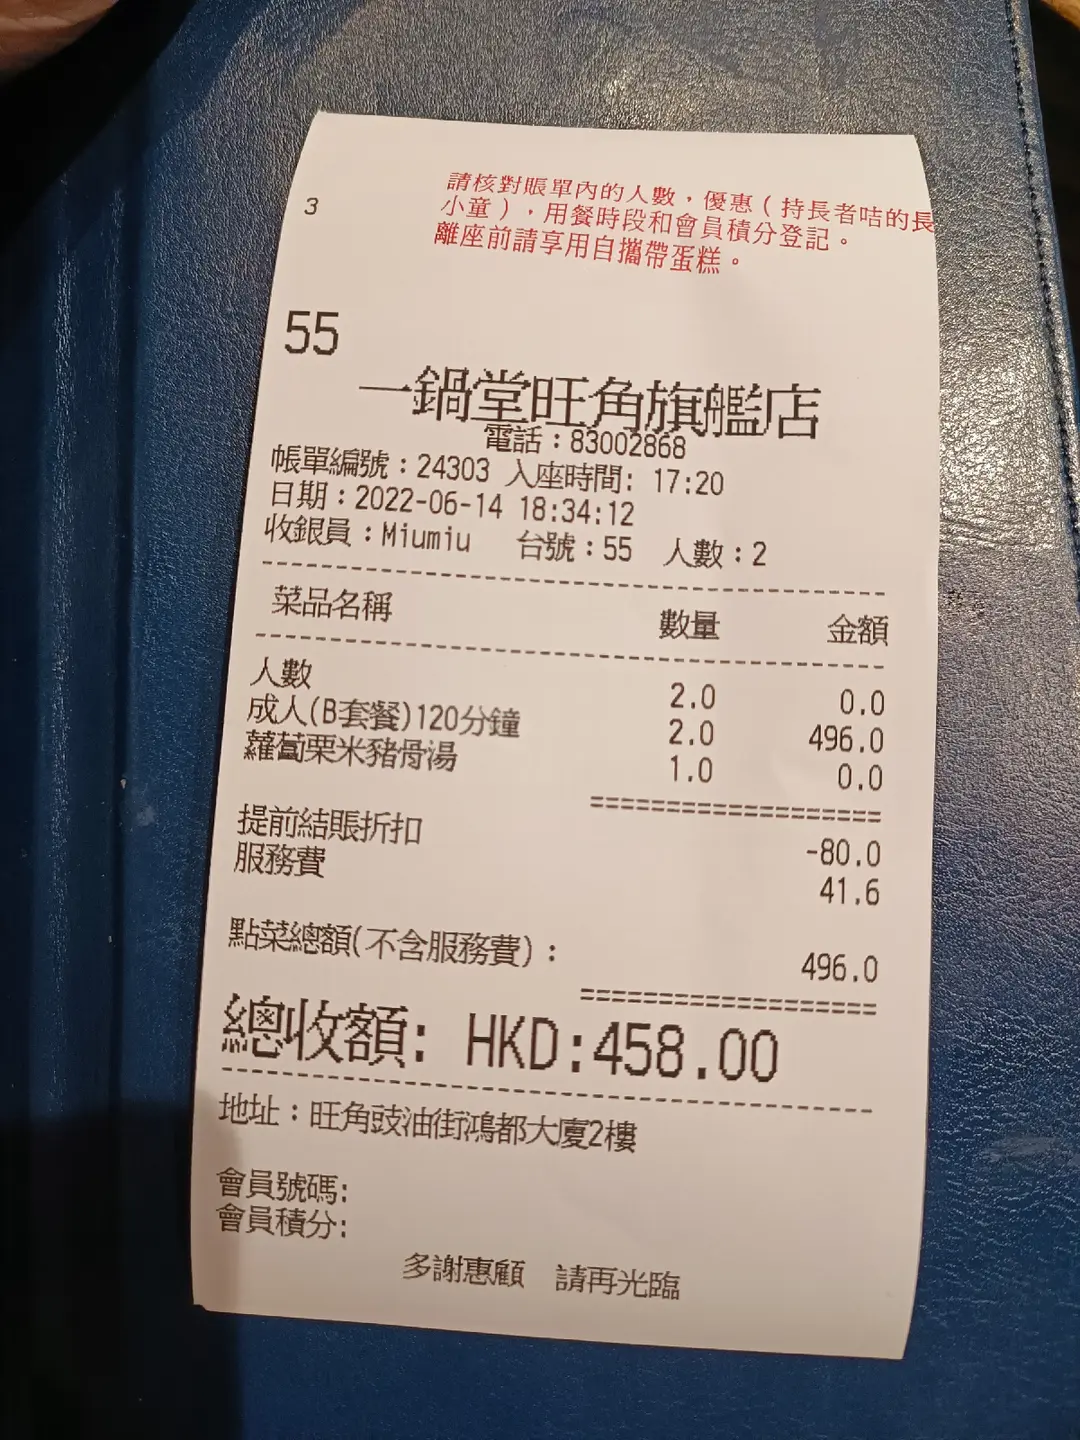 請核對賬單內的人數，優惠（持長者咭的長
小童），用餐時段和會員積分登記。
離座前請享用自攜帶蛋糕。
3
55
一鍋堂旺角旗艦店
電話：83002868
帳單編號：24303 入座時間: 17:20
日期：2022-06-14 18:34:12
收銀員：Miumiu 台號：55 人數：2
菜品名稱 數量 金額
人數 2.0 0.0
成人(B套餐)120分鐘 2.0 496.0
蘿蔔栗米豬骨湯 1.0 0.0
提前結賬折扣 -80.0
服務費 41.6
點菜總額(不含服務費)： 496.0
總收額: HKD:458.00
地址：旺角豉油街鴻都大廈2樓
會員號碼:
會員積分:
多謝惠顧 請再光臨